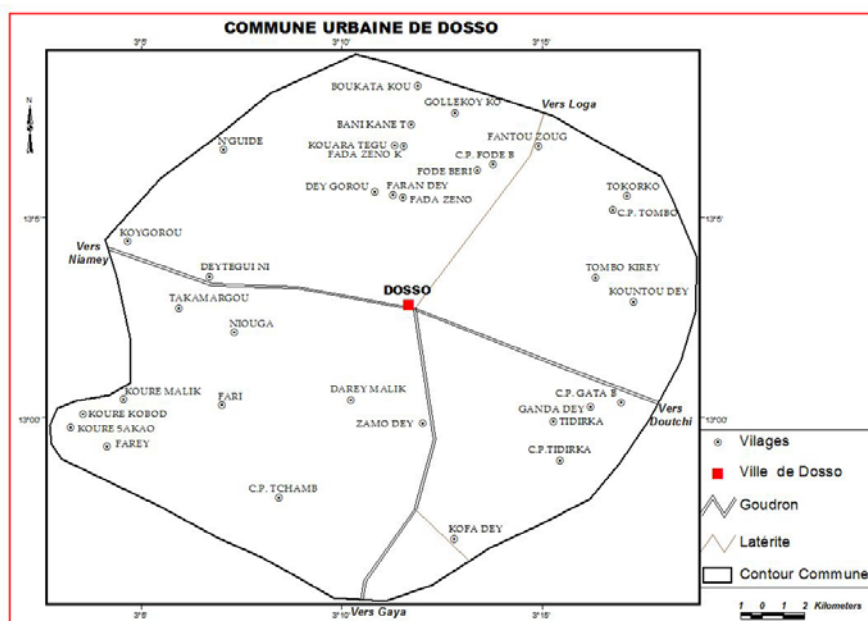 COMMUNE URBAINE DE DOSSO
3°5' 3°10' 3°15'
N
BOUKATA KOU
GOLLEKOY KO
Vers Loga
BANI KANE T
N'GUIDE
KOUARA TEGU
FANTOU ZOUG
FADA ZENO K
C.P. FODE B
FODE BERI
DEY GOROU
FARAN DEY
FADA ZENO
TOKORKO
C.P. TOMBO
13°5' 13°5'
KOYGOROU
Vers
Niamey
DEYTEGUI NI
TOMBO KIREY
DOSSO
KOUNTOU DEY
TAKAMARGOU
NIOUGA
KOURE MALIK
DAREY MALIK
C.P. GATA B
FARI
GANDA DEY
KOURE KOBOD
13°00' 13°00'
Vers
Doutchi
ZAMO DEY
TIDIRKA
KOURE SAKAO
FAREY
C.P.TIDIRKA
C.P. TCHAMB
KOFA DEY
Vers Gaya
3°5' 3°10' 3°15'
Vilages
Ville de Dosso
Goudron
Latérite
Contour Commune
1 0 1 2 Kilometers